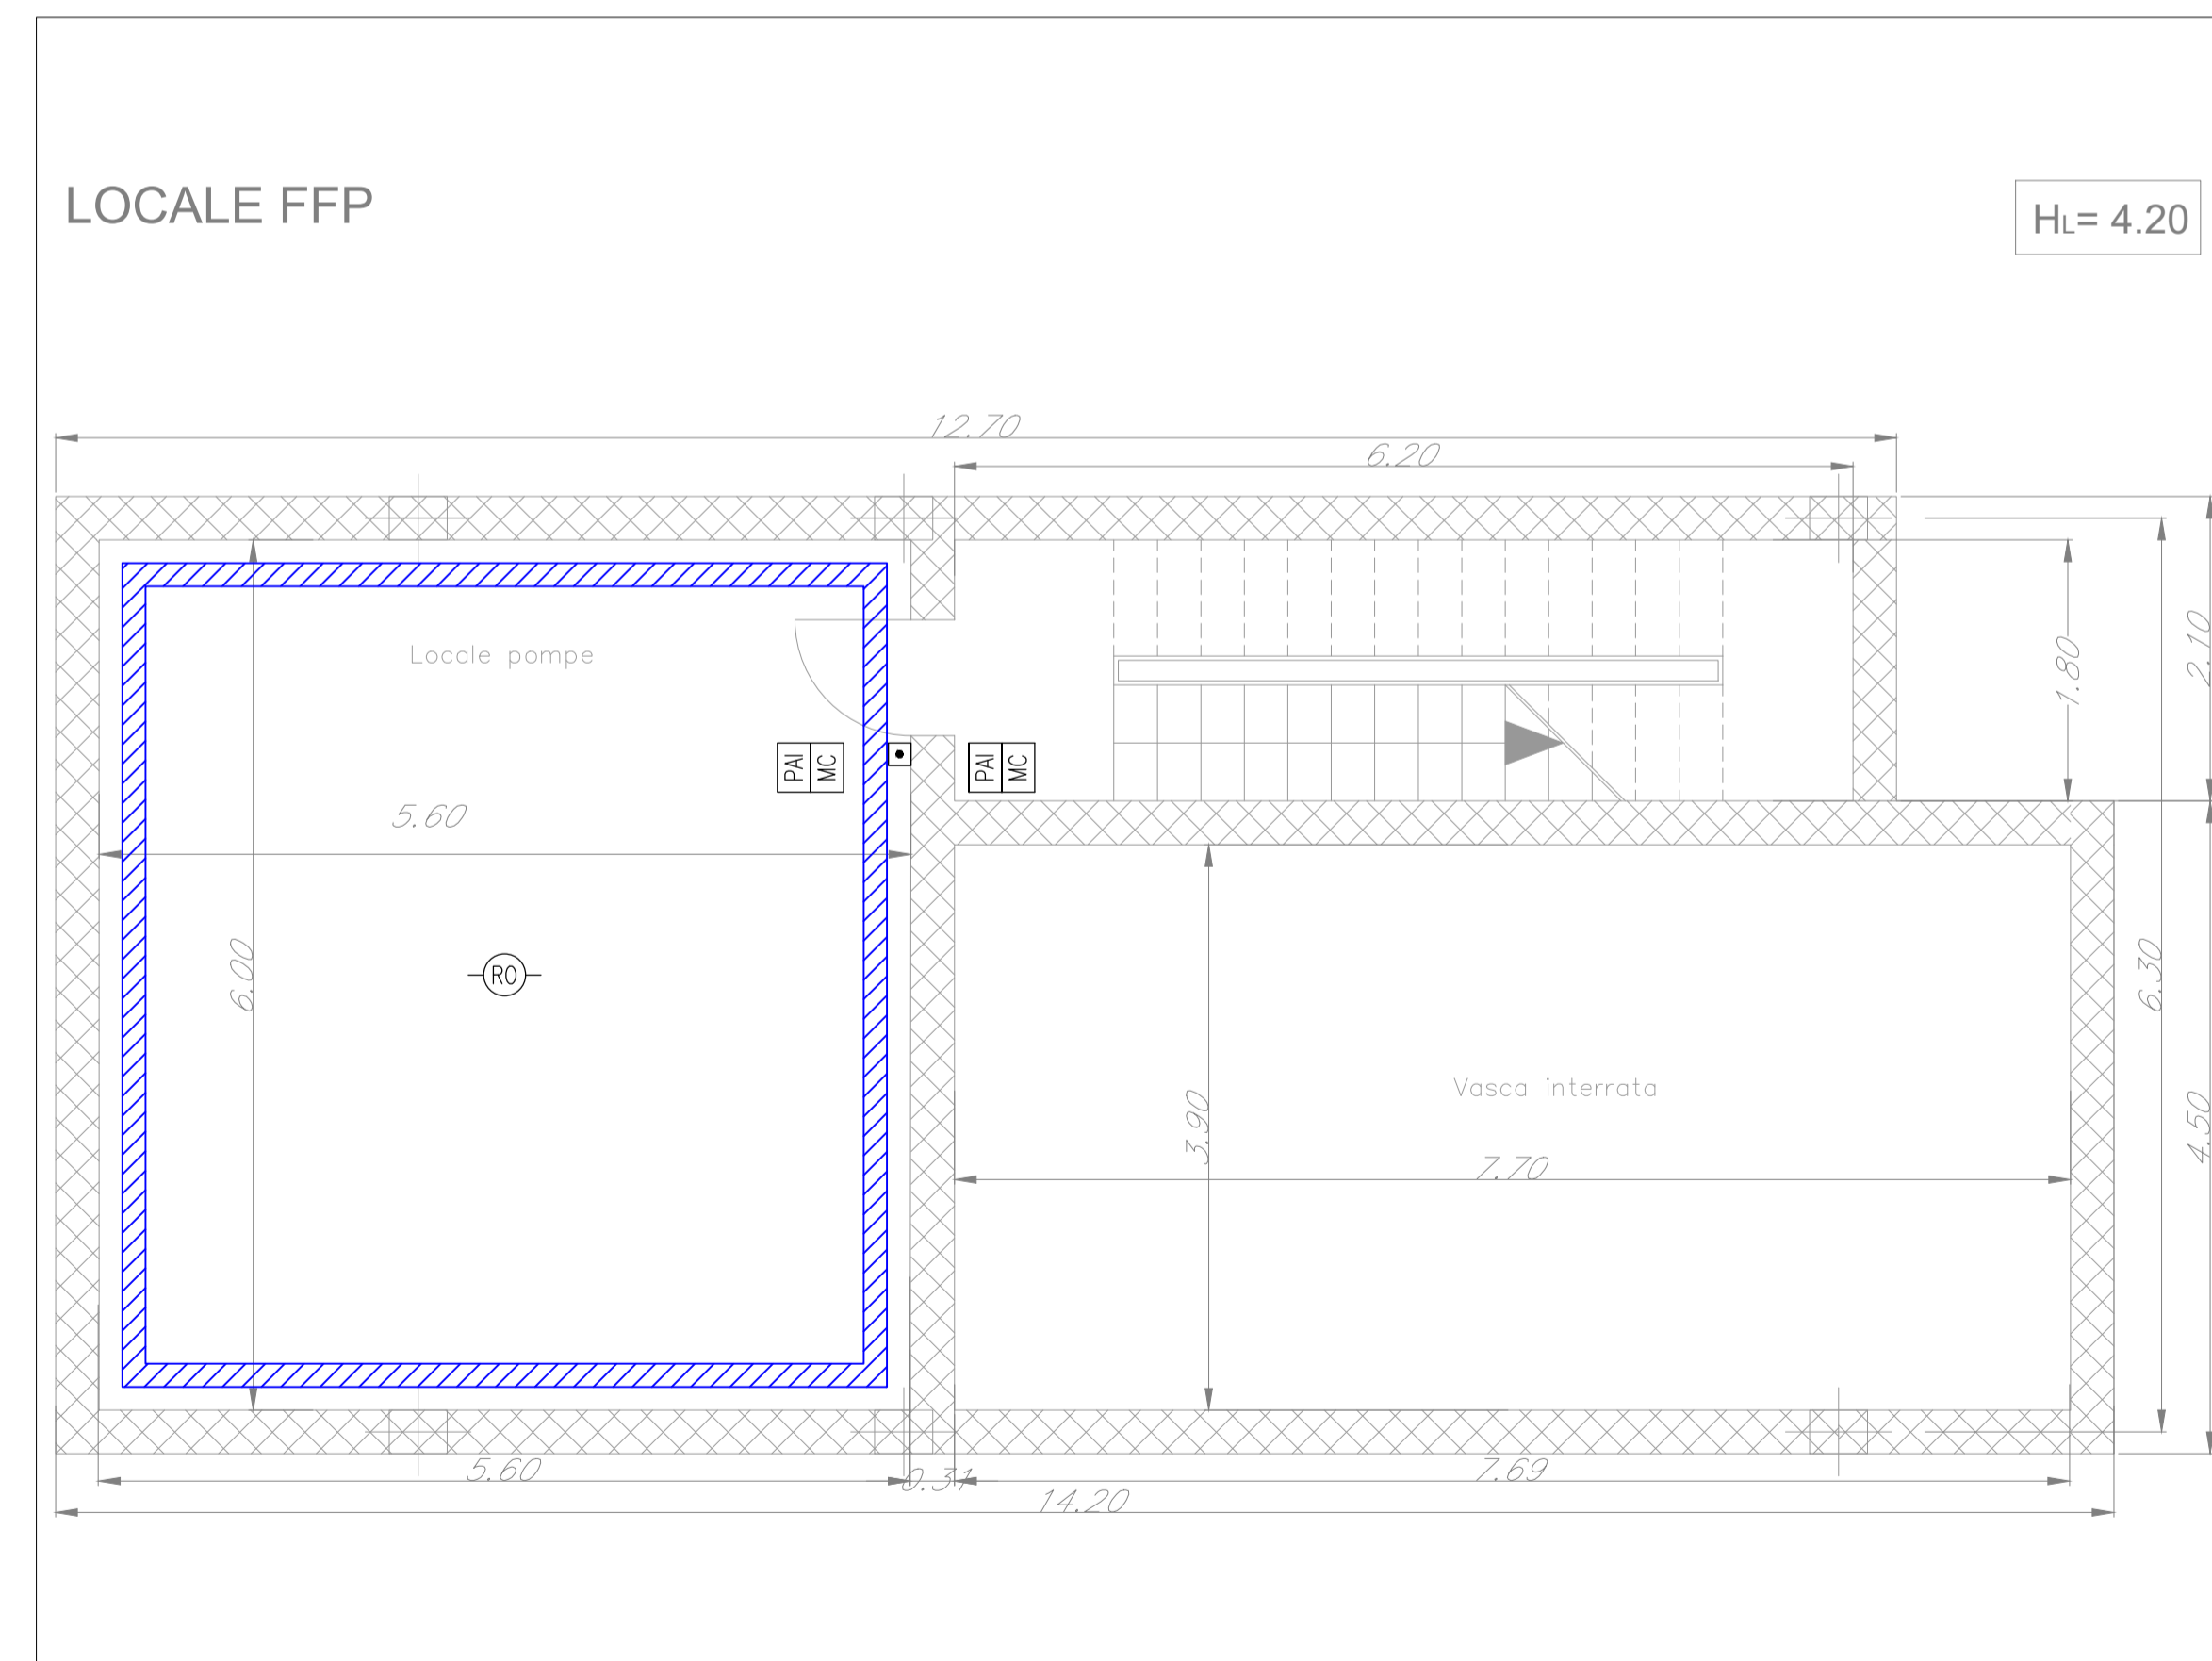 LOCALE FFP
HL= 4.20
12.70
6.20
2.10
1.80
Locale pompe
PAI
MC
PAI
MC
5.60
6.00
RO
6.30
Vasca interrata
3.90
4.50
7.70
5.60
0.31
7.69
14.20